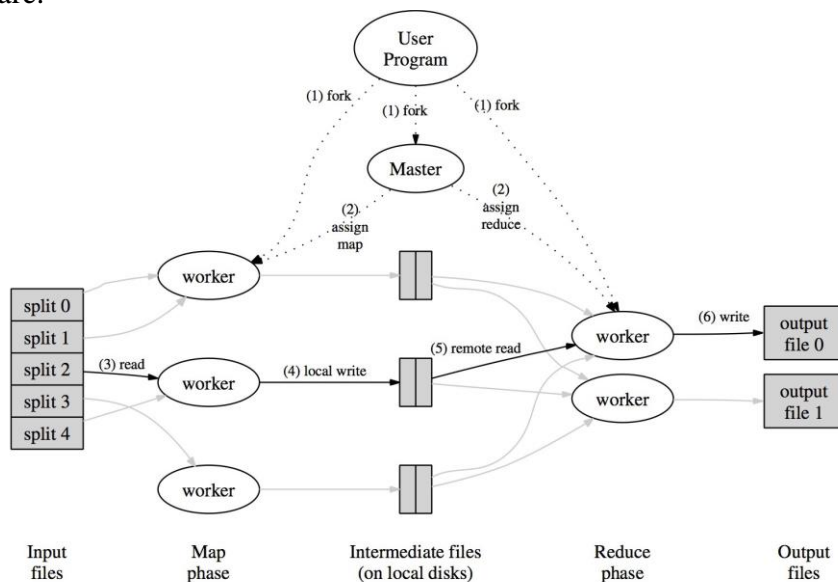 are.
User
Program
(1) fork
(1) fork
(1) fork
Master
(2)
assign
map
(2)
assign
reduce
worker
split 0
split 1
split 2
split 3
split 4
(3) read
worker
(4) local write
(5) remote read
worker
(6) write
output
file 0
worker
output
file 1
worker
Input
files
Map
phase
Intermediate files
(on local disks)
Reduce
phase
Output
files